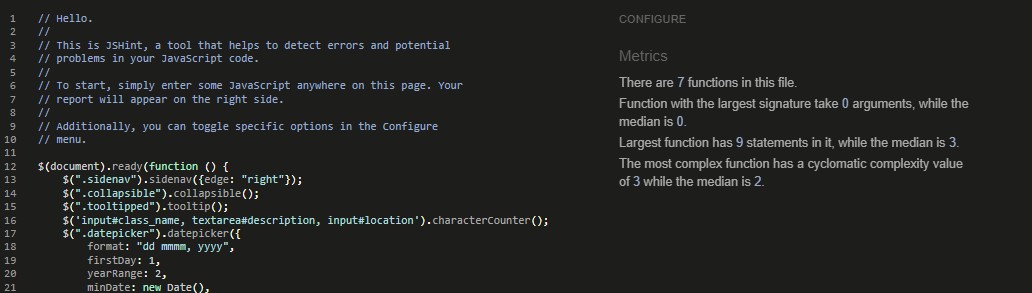 1 // Hello.
2 //
3 // This is JSHint, a tool that helps to detect errors and potential
4 // problems in your JavaScript code.
5 //
6 // To start, simply enter some JavaScript anywhere on this page. Your
7 // report will appear on the right side.
8 //
9 // Additionally, you can toggle specific options in the Configure
10 // menu.
11
12 $(document).ready(function () {
13     $(".sidenav").sidenav({edge: "right"});
14     $(".collapsible").collapsible();
15     $(".tooltipped").tooltip();
16     $('input#class_name, textarea#description, input#location').characterCounter();
17     $(".datepicker").datepicker({
18         format: "dd mmmm, yyyy",
19         firstDay: 1,
20         yearRange: 2,
21         minDate: new Date(),
CONFIGURE
Metrics
There are 7 functions in this file.
Function with the largest signature take 0 arguments, while the
median is 0.
Largest function has 9 statements in it, while the median is 3.
The most complex function has a cyclomatic complexity value
of 3 while the median is 2.